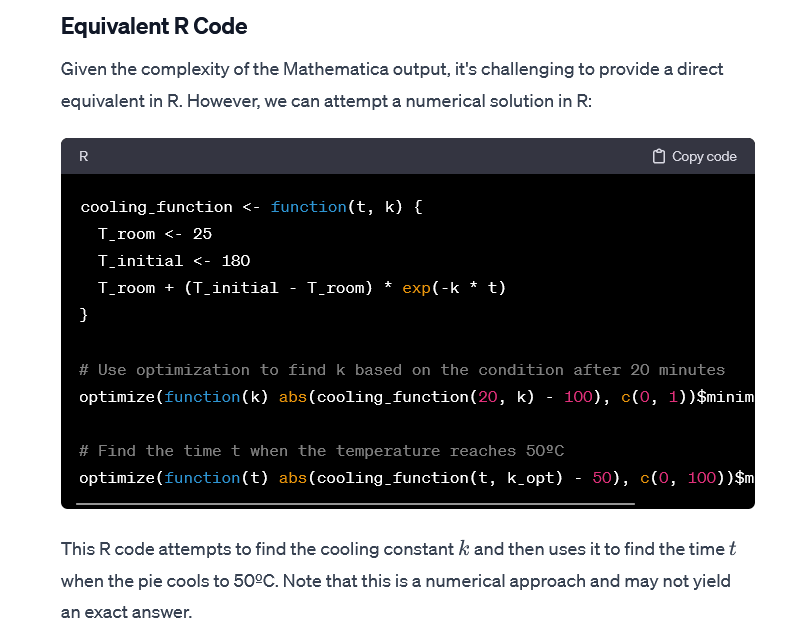 Equivalent R Code
Given the complexity of the Mathematica output, it's challenging to provide a direct
equivalent in R. However, we can attempt a numerical solution in R:
R Copy code
cooling_function <- function(t, k) {
  T_room <- 25
  T_initial <- 180
  T_room + (T_initial - T_room) * exp(-k * t)
}
# Use optimization to find k based on the condition after 20 minutes
optimize(function(k) abs(cooling_function(20, k) - 100), c(0, 1))$minim
# Find the time t when the temperature reaches 50ºC
optimize(function(t) abs(cooling_function(t, k_opt) - 50), c(0, 100))$m
This R code attempts to find the cooling constant k and then uses it to find the time t
when the pie cools to 50ºC. Note that this is a numerical approach and may not yield
an exact answer.